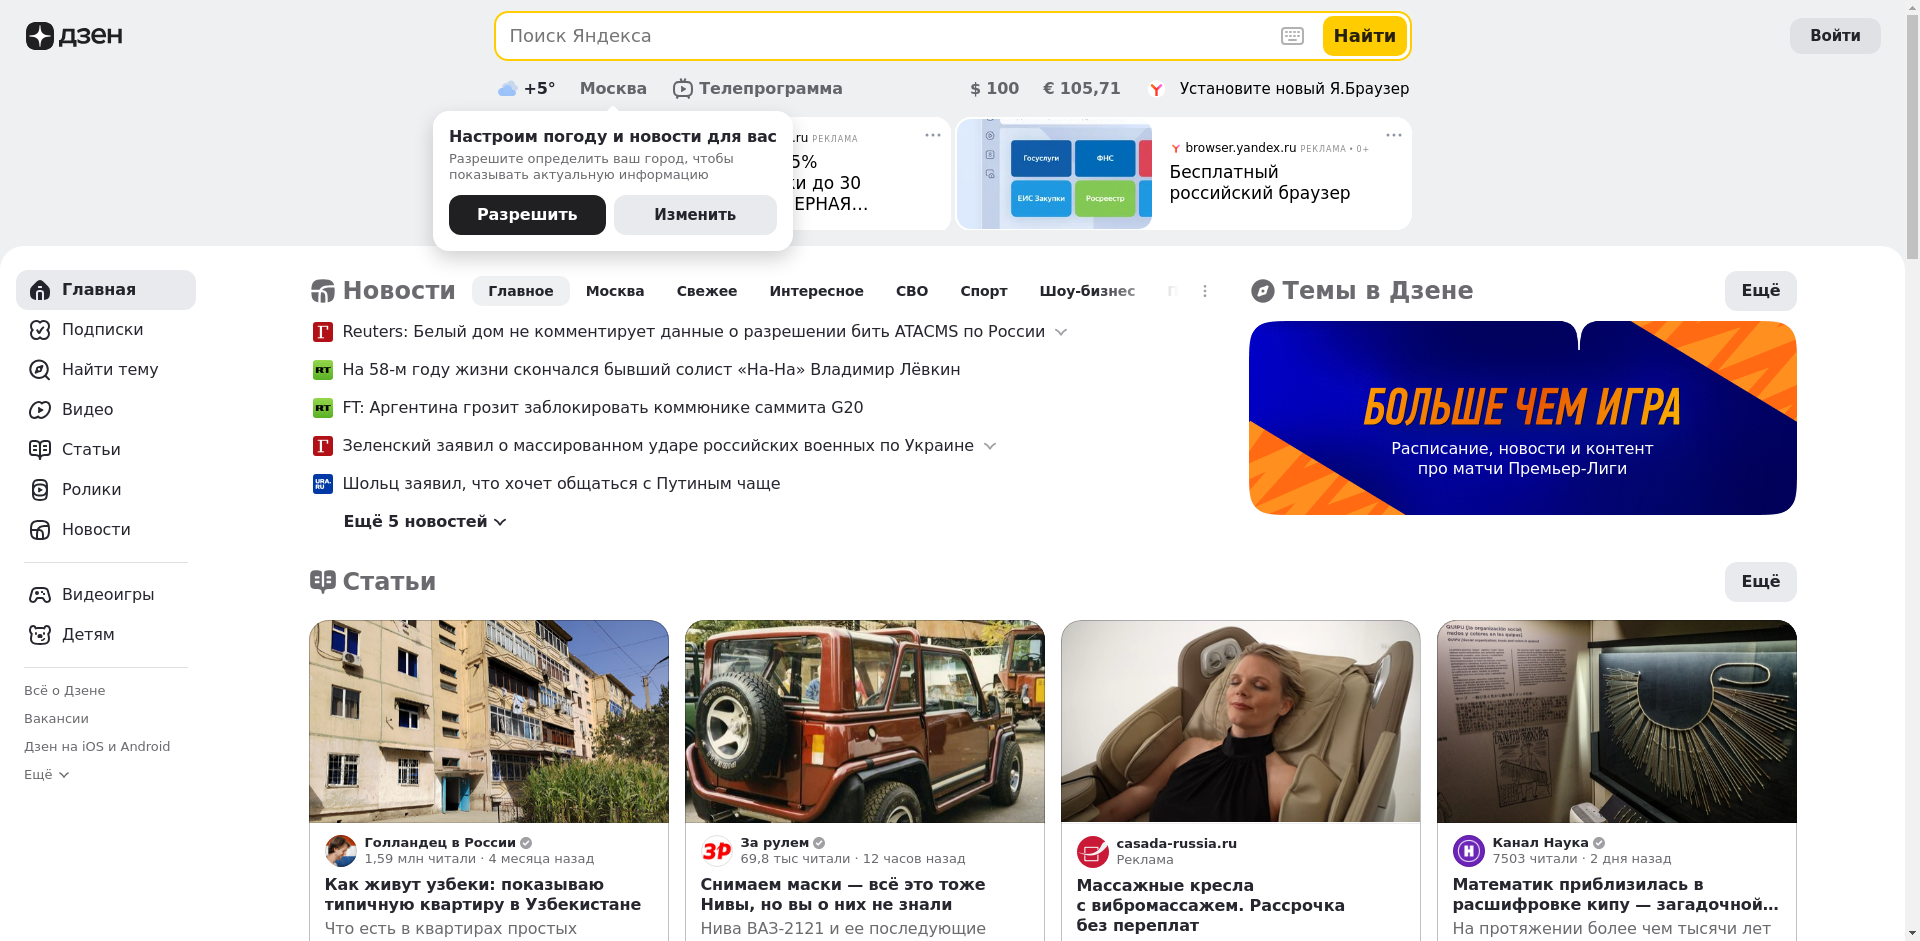 дзен
Поиск Яндекса
Найти
Войти
+5°
Москва
Телепрограмма
$ 100
€ 105,71
Установите новый Я.Браузер
Настроим погоду и новости для вас
Разрешите определить ваш город, чтобы
показывать актуальную информацию
Разрешить
Изменить
.ru РЕКЛАМА
5%
ки до 30
ЕРНАЯ...
Госуслуги
ФНС
ЕИС Закупки
Росреестр
browser.yandex.ru РЕКЛАМА • 0+
Бесплатный
российский браузер
Главная
Подписки
Найти тему
Видео
Статьи
Ролики
Новости
Видеоигры
Детям
Всё о Дзене
Вакансии
Дзен на iOS и Android
Ещё
Новости
Главное
Москва
Свежее
Интересное
СВО
Спорт
Шоу-бизнес
Reuters: Белый дом не комментирует данные о разрешении бить ATACMS по России
RT
На 58-м году жизни скончался бывший солист «На-На» Владимир Лёвкин
RT
FT: Аргентина грозит заблокировать коммюнике саммита G20
Зеленский заявил о массированном ударе российских военных по Украине
URA.RU
Шольц заявил, что хочет общаться с Путиным чаще
Ещё 5 новостей
Темы в Дзене
Ещё
БОЛЬШЕ ЧЕМ ИГРА
Расписание, новости и контент
про матчи Премьер-Лиги
Статьи
Ещё
Голландец в России
1,59 млн читали · 4 месяца назад
Как живут узбеки: показываю
типичную квартиру в Узбекистане
Что есть в квартирах простых
ЗР
За рулем
69,8 тыс читали · 12 часов назад
Снимаем маски — всё это тоже
Нивы, но вы о них не знали
Нива ВАЗ-2121 и ее последующие
casada-russia.ru
Реклама
Массажные кресла
с вибромассажем. Рассрочка
без переплат
Н
Канал Наука
7503 читали · 2 дня назад
Математик приблизилась в
расшифровке кипу — загадочной...
На протяжении более чем тысячи лет